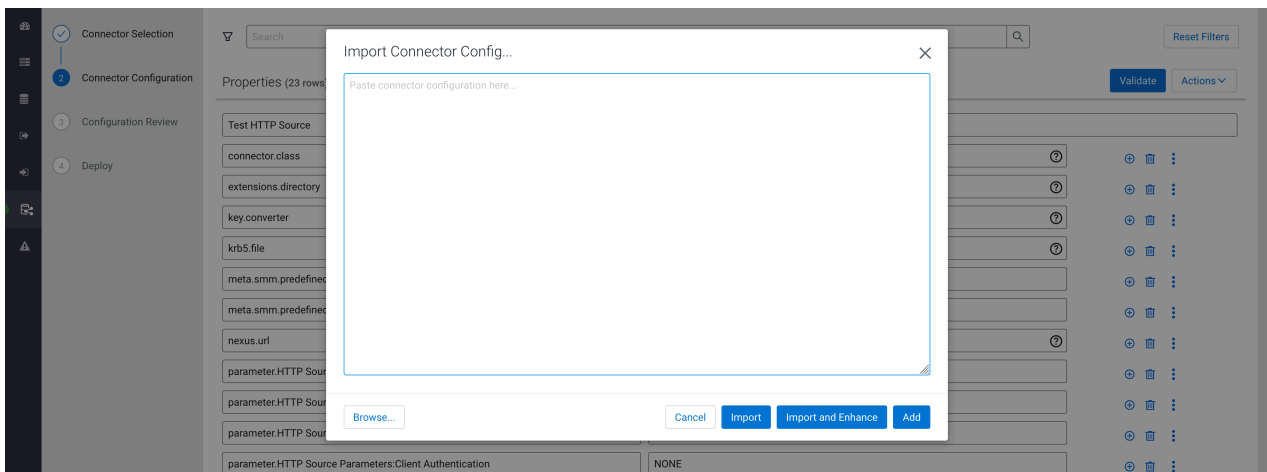 Connector Selection
2 Connector Configuration
3 Configuration Review
4 Deploy
Search
Reset Filters
Properties (23 rows)
Validate
Actions
Import Connector Config...
Paste connector configuration here...
Test HTTP Source
connector.class
extensions.directory
key.converter
krb5.file
meta.smm.predefined
meta.smm.predefined
nexus.url
parameter.HTTP Sour
parameter.HTTP Sour
parameter.HTTP Sour
parameter.HTTP Source Parameters:Client Authentication NONE
Browse...
Cancel
Import
Import and Enhance
Add